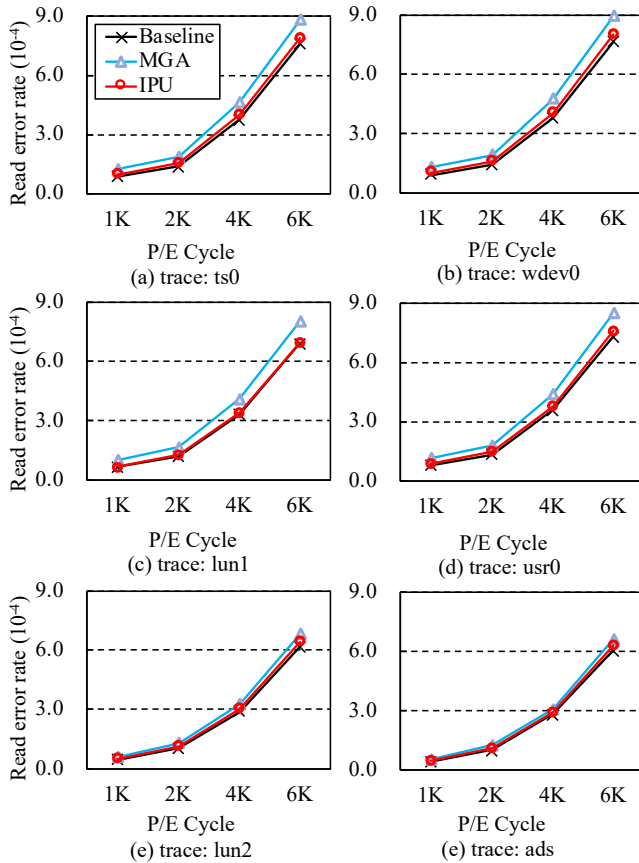 Read error rate (10⁻⁴)
9.0
6.0
3.0
0.0
Baseline
MGA
IPU
1K 2K 4K 6K
P/E Cycle
(a) trace: ts0
9.0
6.0
3.0
0.0
1K 2K 4K 6K
P/E Cycle
(b) trace: wdev0
Read error rate (10⁻⁴)
9.0
6.0
3.0
0.0
1K 2K 4K 6K
P/E Cycle
(c) trace: lun1
9.0
6.0
3.0
0.0
1K 2K 4K 6K
P/E Cycle
(d) trace: usr0
Read error rate (10⁻⁴)
9.0
6.0
3.0
0.0
1K 2K 4K 6K
P/E Cycle
(e) trace: lun2
9.0
6.0
3.0
0.0
1K 2K 4K 6K
P/E Cycle
(e) trace: ads